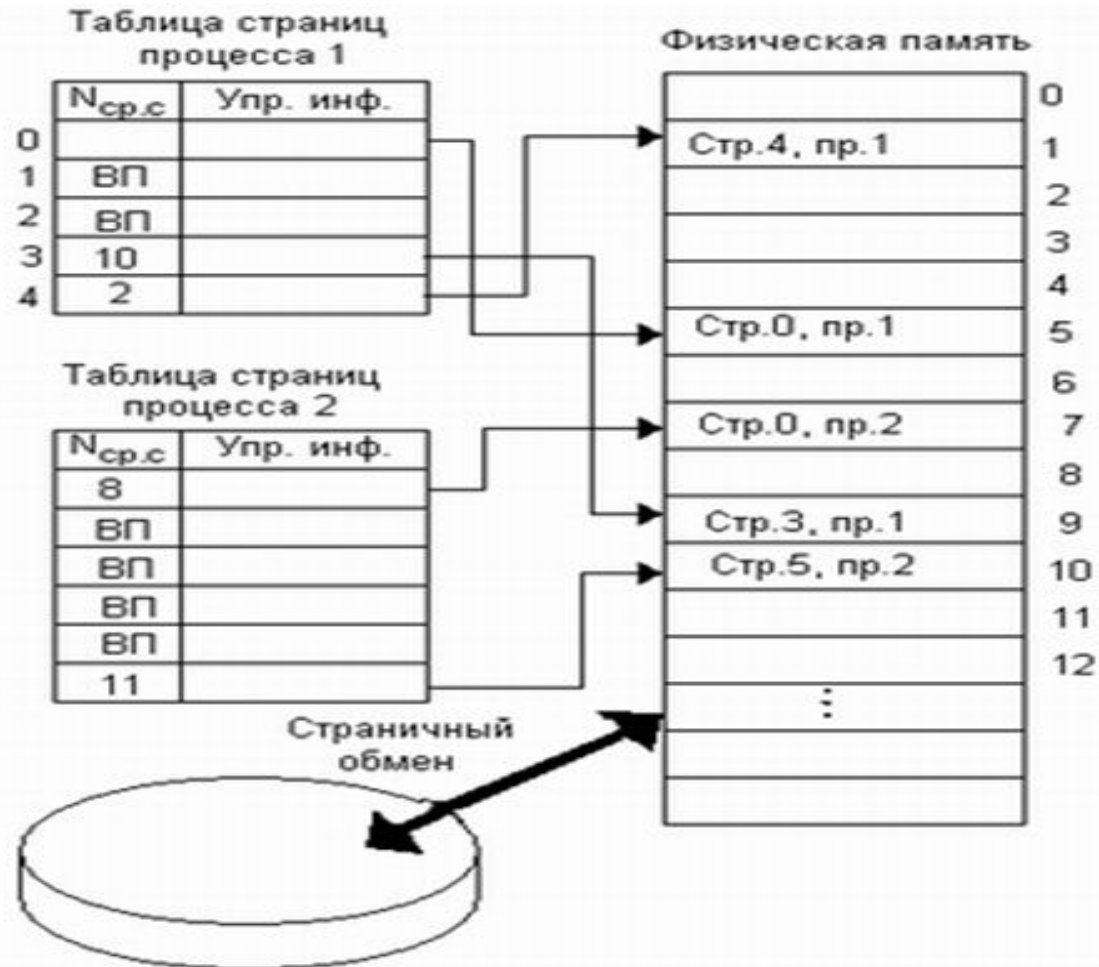 Таблица страниц
процесса 1
Nср.с Упр. инф.
0
1 ВП
2 ВП
3 10
4 2
Таблица страниц
процесса 2
Nср.с Упр. инф.
8
ВП
ВП
ВП
ВП
11
Страничный
обмен
Физическая память
0
Стр.4, пр.1 1
2
3
4
Стр.0, пр.1 5
6
Стр.0, пр.2 7
8
Стр.3, пр.1 9
Стр.5, пр.2 10
11
12